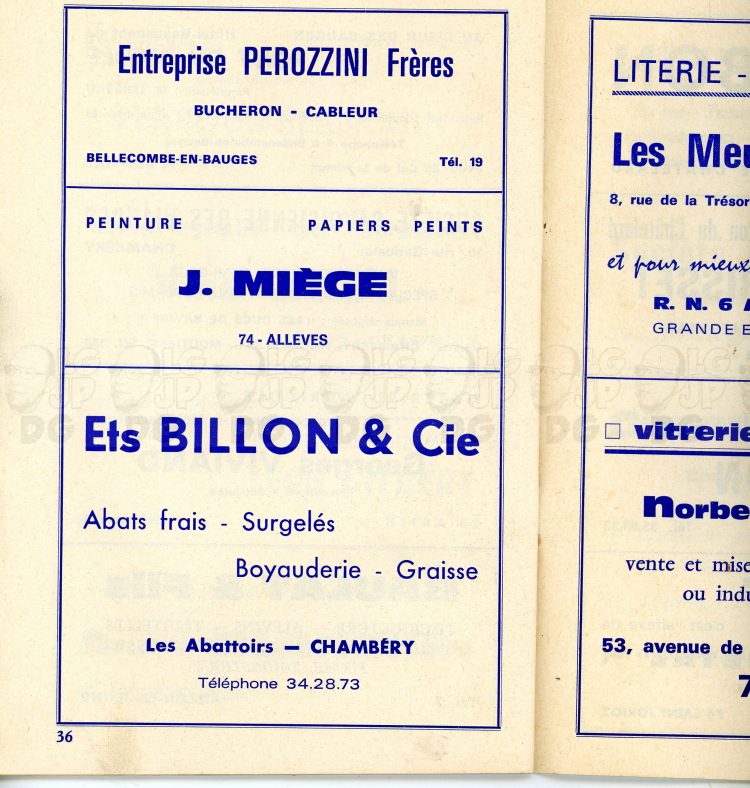 Entreprise PEROZZINI Frères
BUCHERON - CABLEUR
BELLECOMBE-EN-BAUGES Tél. 19
PEINTURE PAPIERS PEINTS
J. MIÈGE
74 - ALLEVES
Ets BILLON & Cie
Abats frais - Surgelés
Boyauderie - Graisse
Les Abattoirs — CHAMBÉRY
Téléphone 34.28.73
36
LITERIE -
Les Meu
8, rue de la Trésor
et pour mieux
R. N. 6 A
GRANDE E
vitrerie
Norbe
vente et mise
ou indu
53, avenue de
7